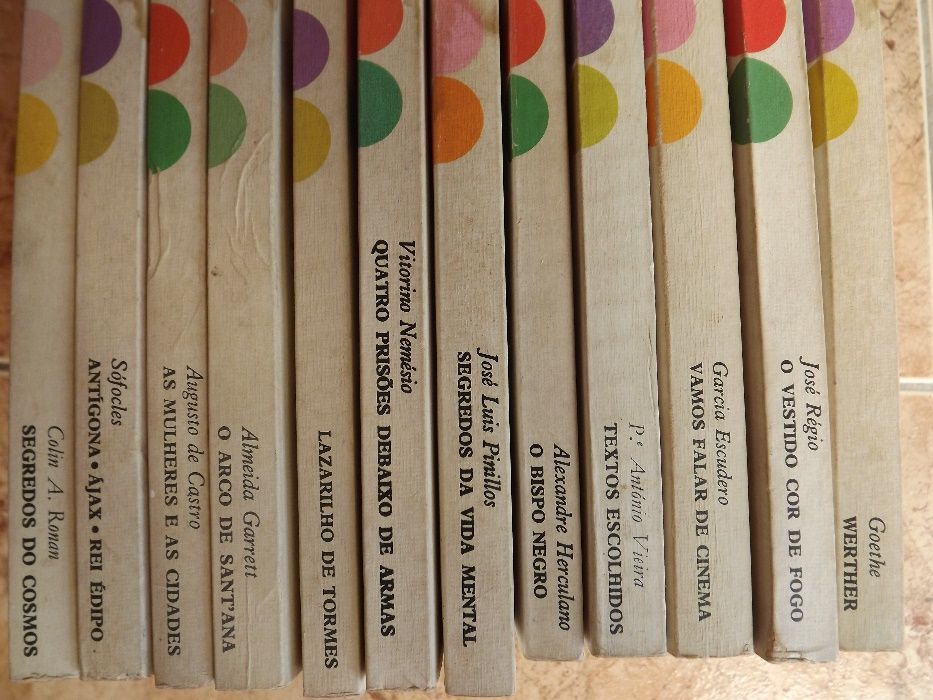 Colin A. Ronan
SEGREDOS DO COSMOS
Sófocles
ANTÍGONA • ÁJAX • REI ÉDIPO
Augusto de Castro
AS MULHERES E AS CIDADES
Almeida Garrett
O ARCO DE SANT'ANA
LAZARILHO DE TORMES
Vitorino Nemésio
QUATRO PRISÕES DEBAIXO DE ARMAS
José Luis Pinillos
SEGREDOS DA VIDA MENTAL
Alexandre Herculano
O BISPO NEGRO
P.e António Vieira
TEXTOS ESCOLHIDOS
Garcia Escudero
VAMOS FALAR DE CINEMA
José Régio
O VESTIDO COR DE FOGO
Goethe
WERTHER